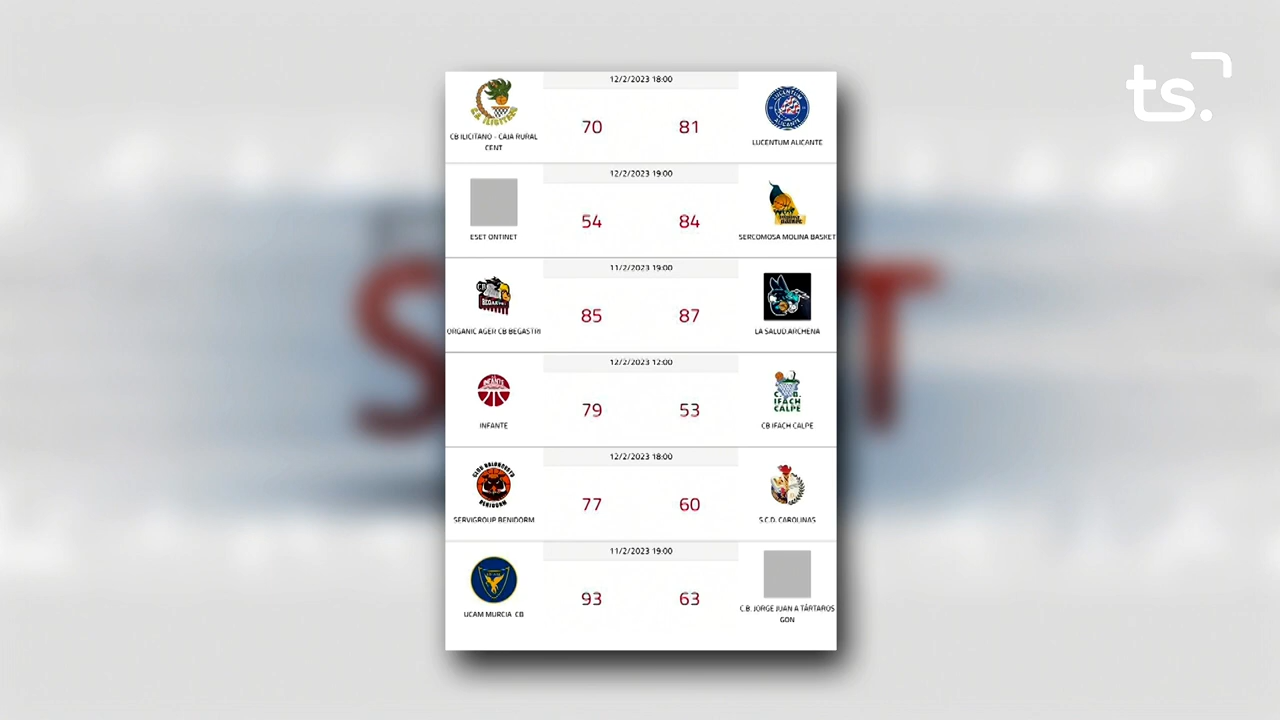 ts.
12/2/2023 18:00
CB ILICITANO - CAJA RURAL
CENT
70
81
LUCENTUM ALICANTE
12/2/2023 19:00
ESET ONTINET
54
84
SERCOMOSA MOLINA BASKET
11/2/2023 19:00
ORGANIC AGER CB BEGASTRI
85
87
LA SALUD ARCHENA
12/2/2023 12:00
INFANTE
79
53
C. B.
IFACH
CALPE
CB IFACH CALPE
12/2/2023 18:00
SERVIGROUP BENIDORM
77
60
S.C.D. CAROLINAS
11/2/2023 19:00
UCAM MURCIA CB
93
63
C.B. JORGE JUAN A TÁRTAROS
GON